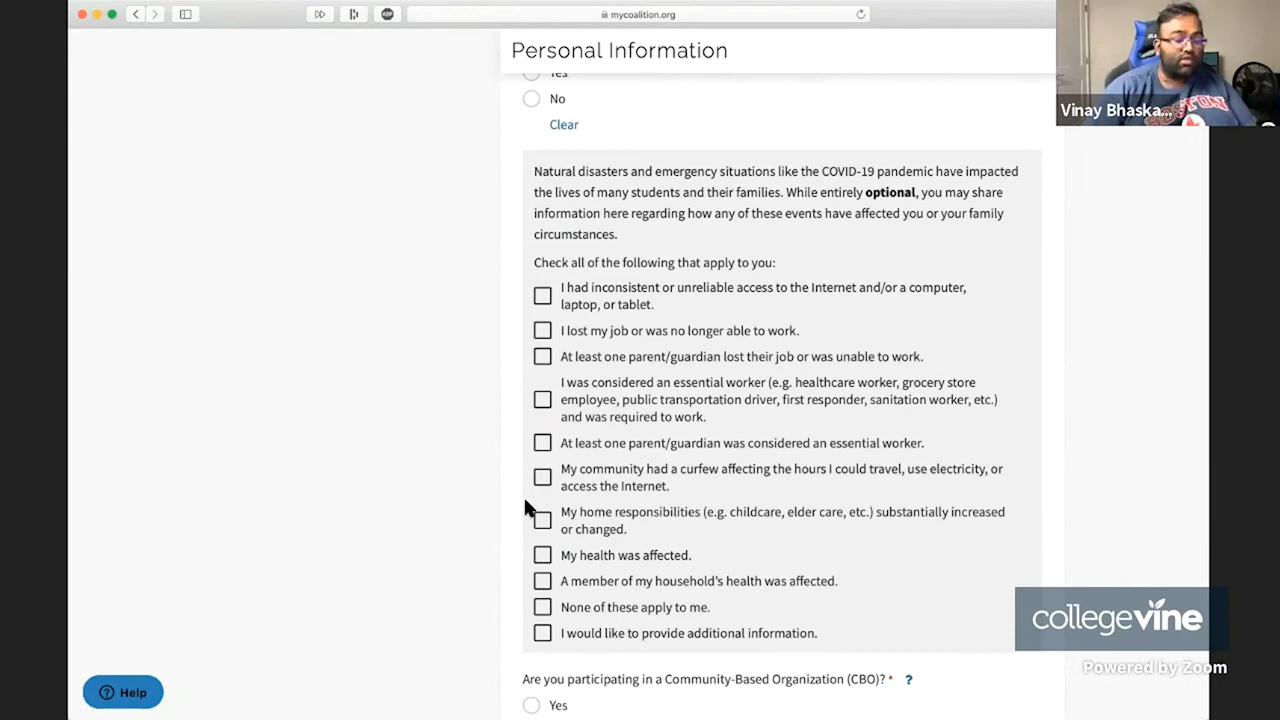 mycoalition.org
Personal Information
Yes
No
Clear
Vinay Bhaska...
Natural disasters and emergency situations like the COVID-19 pandemic have impacted
the lives of many students and their families. While entirely optional, you may share
information here regarding how any of these events have affected you or your family
circumstances.
Check all of the following that apply to you:
I had inconsistent or unreliable access to the Internet and/or a computer,
laptop, or tablet.
I lost my job or was no longer able to work.
At least one parent/guardian lost their job or was unable to work.
I was considered an essential worker (e.g. healthcare worker, grocery store
employee, public transportation driver, first responder, sanitation worker, etc.)
and was required to work.
At least one parent/guardian was considered an essential worker.
My community had a curfew affecting the hours I could travel, use electricity, or
access the Internet.
My home responsibilities (e.g. childcare, elder care, etc.) substantially increased
or changed.
My health was affected.
A member of my household's health was affected.
None of these apply to me.
I would like to provide additional information.
collegevine
Powered by Zoom
Are you participating in a Community-Based Organization (CBO)? * ?
Yes
? Help